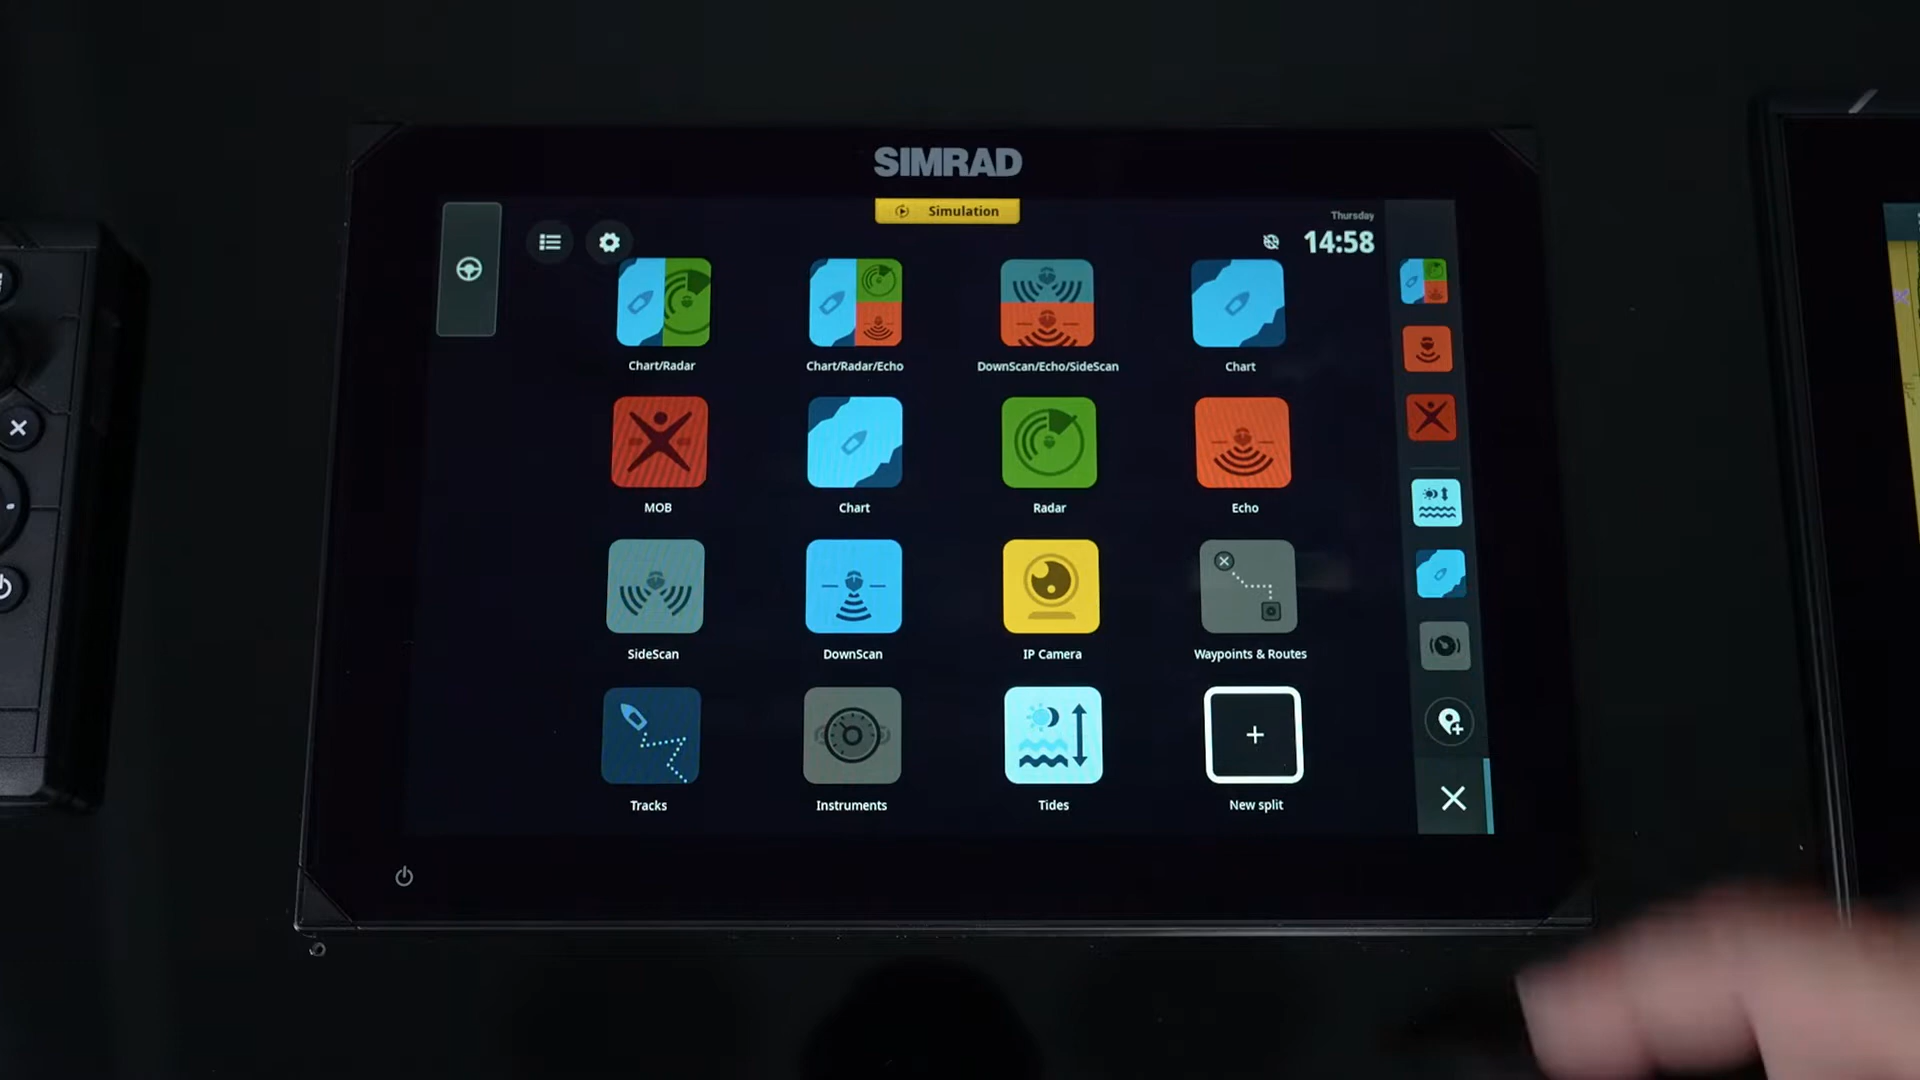 SIMRAD
Simulation
Thursday
14:58
Chart/Radar
Chart/Radar/Echo
DownScan/Echo/SideScan
Chart
MOB
Chart
Radar
Echo
SideScan
DownScan
IP Camera
Waypoints & Routes
Tracks
Instruments
Tides
New split